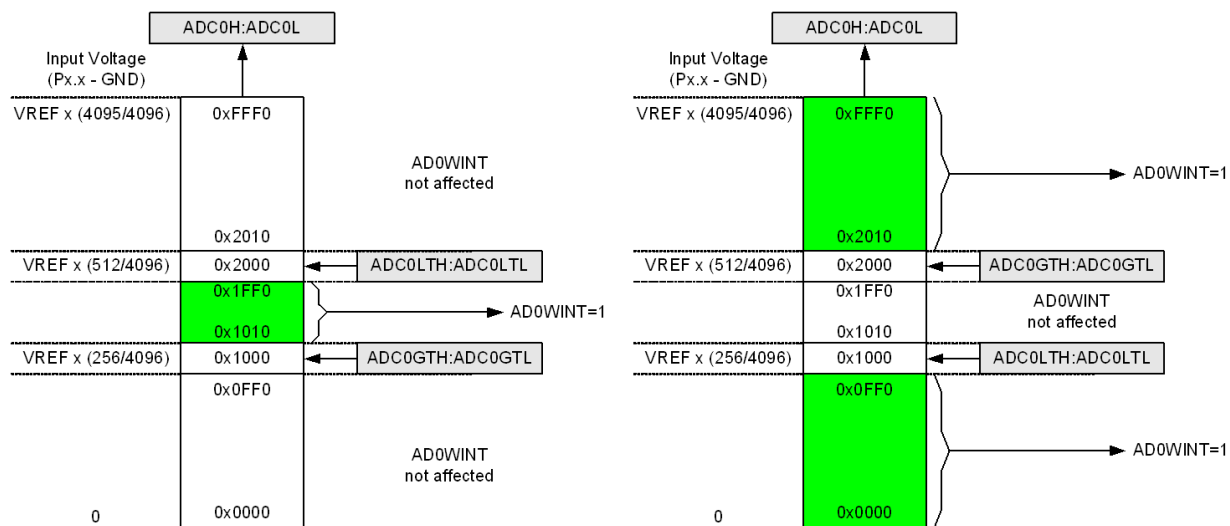 ADC0H:ADC0L
Input Voltage
(Px.x - GND)
VREF x (4095/4096)
0xFFF0
AD0WINT
not affected
0x2010
VREF x (512/4096)
0x2000
ADC0LTH:ADC0LTL
0x1FF0
AD0WINT=1
0x1010
VREF x (256/4096)
0x1000
ADC0GTH:ADC0GTL
0x0FF0
AD0WINT
not affected
0
0x0000
ADC0H:ADC0L
Input Voltage
(Px.x - GND)
VREF x (4095/4096)
0xFFF0
AD0WINT=1
0x2010
VREF x (512/4096)
0x2000
ADC0GTH:ADC0GTL
0x1FF0
AD0WINT
not affected
0x1010
VREF x (256/4096)
0x1000
ADC0LTH:ADC0LTL
0x0FF0
AD0WINT=1
0
0x0000